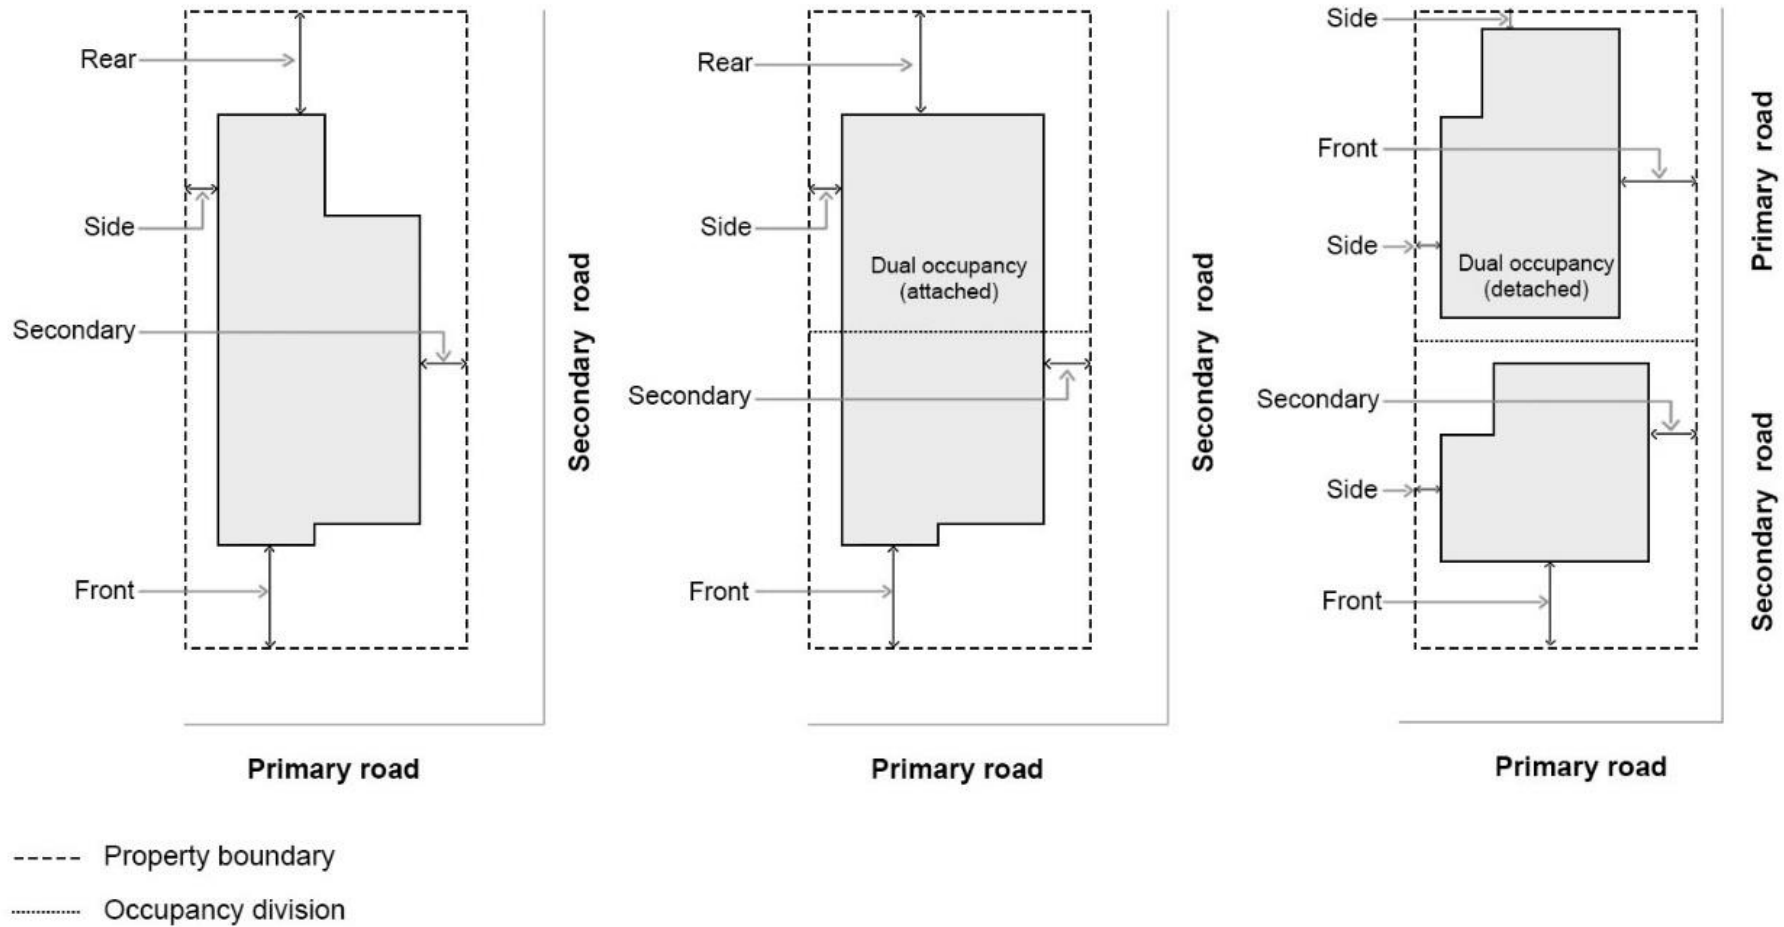 Rear
Side
Secondary
Front
Secondary road
Primary road
Rear
Side
Dual occupancy
(attached)
Secondary
Front
Secondary road
Primary road
Side
Front
Side
Dual occupancy
(detached)
Secondary
Side
Front
Primary road
Secondary road
Primary road
Property boundary
Occupancy division